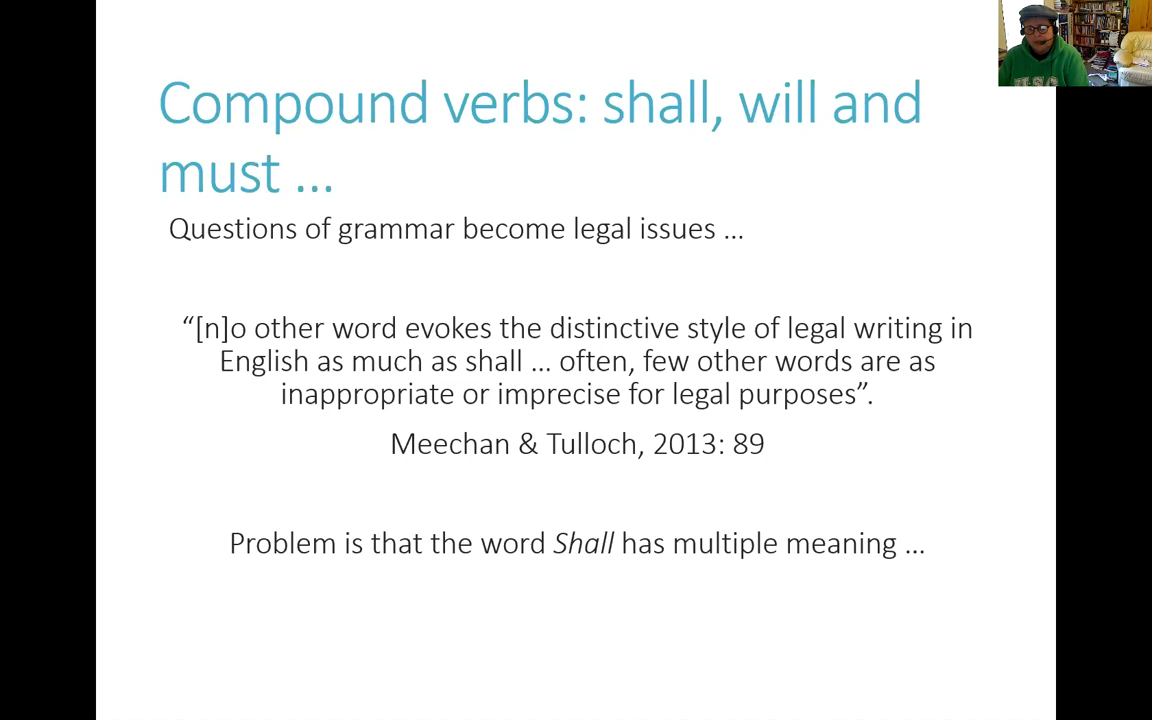 Compound verbs: shall, will and
must ...
Questions of grammar become legal issues ...
“[n]o other word evokes the distinctive style of legal writing in
English as much as shall ... often, few other words are as
inappropriate or imprecise for legal purposes”.
Meechan & Tulloch, 2013: 89
Problem is that the word Shall has multiple meaning ...